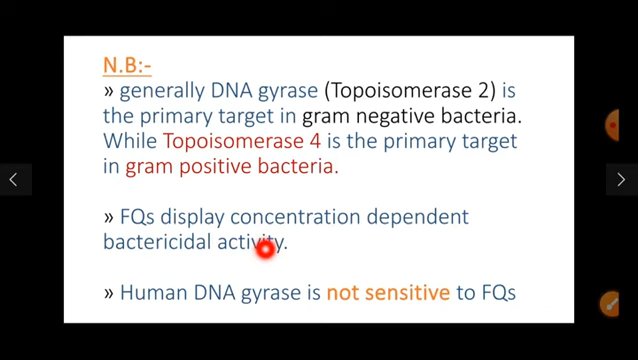 N.B:-
» generally DNA gyrase (Topoisomerase 2) is
the primary target in gram negative bacteria.
While Topoisomerase 4 is the primary target
in gram positive bacteria.
» FQs display concentration dependent
bactericidal activity.
» Human DNA gyrase is not sensitive to FQs